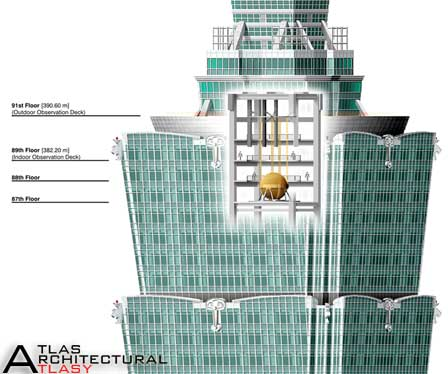 91st Floor [390.60 m]
(Outdoor Observation Deck)
89th Floor [382.20 m]
(Indoor Observation Deck)
88th Floor
87th Floor
ATLAS
ARCHITECTURAL
ATLASY